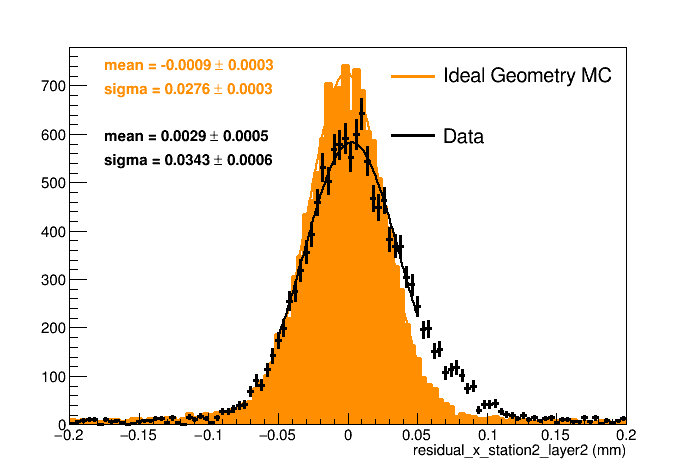 mean = -0.0009 ± 0.0003
sigma = 0.0276 ± 0.0003
mean = 0.0029 ± 0.0005
sigma = 0.0343 ± 0.0006
Ideal Geometry MC
Data
700
600
500
400
300
200
100
0
−0.2 −0.15 −0.1 −0.05 0 0.05 0.1 0.15 0.2
residual_x_station2_layer2 (mm)